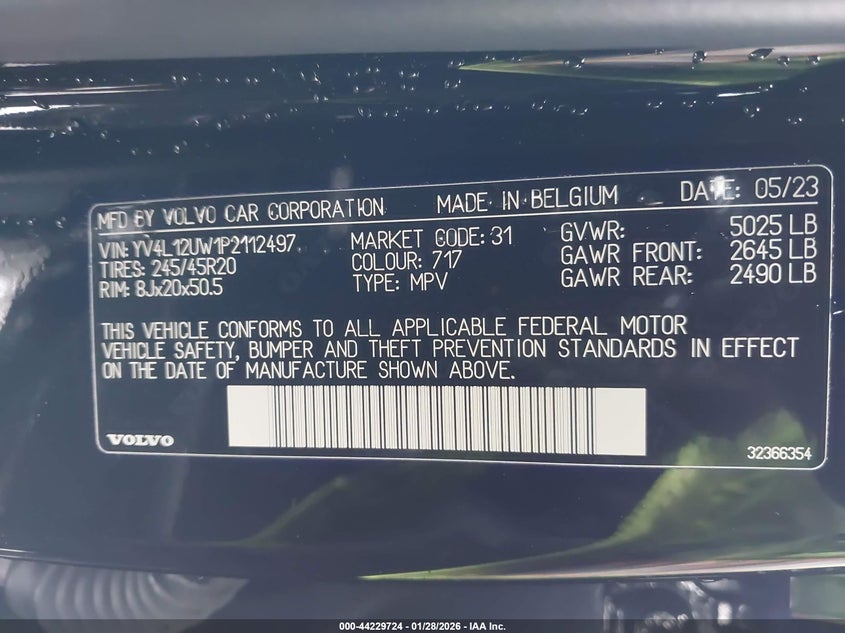 MFD BY VOLVO CAR CORPORATION MADE IN BELGIUM DATE: 05/23
VIN: YV4L12UW1P2112497 MARKET CODE: 31 GVWR: 5025 LB
TIRES: 245/45R20 COLOUR: 717 GAWR FRONT: 2645 LB
RIM: 8Jx20x50.5 TYPE: MPV GAWR REAR: 2490 LB
THIS VEHICLE CONFORMS TO ALL APPLICABLE FEDERAL MOTOR
VEHICLE SAFETY, BUMPER AND THEFT PREVENTION STANDARDS IN EFFECT
ON THE DATE OF MANUFACTURE SHOWN ABOVE.
VOLVO
32366354
000-44229724 - 01/28/2026 - IAA Inc.